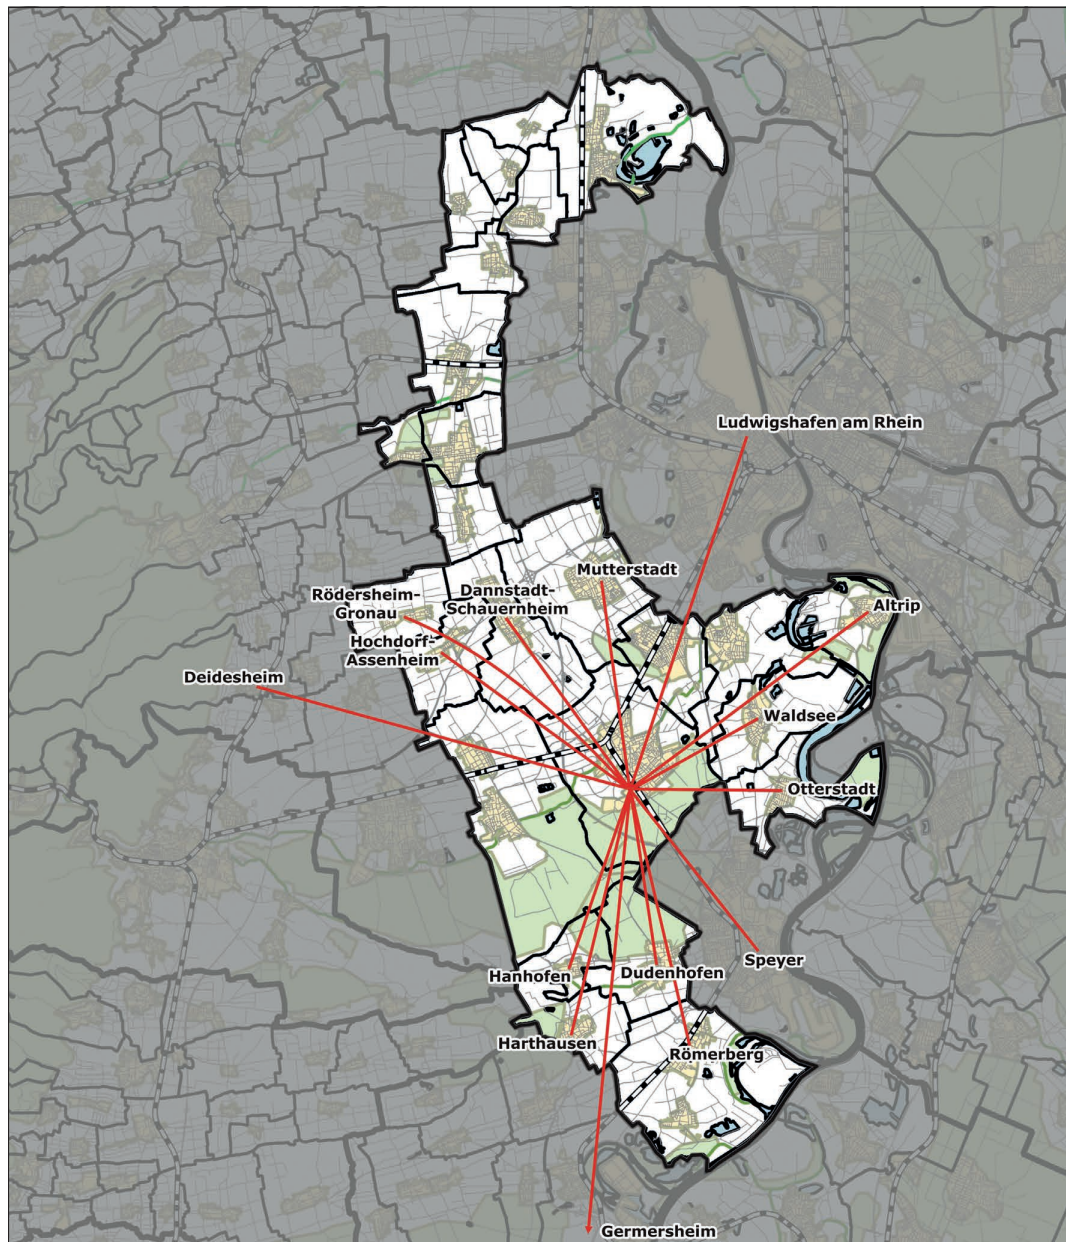 Ludwigshafen am Rhein
Mutterstadt
Dannstadt-
Schauernheim
Rödersheim-
Gronau
Altrip
Hochdorf-
Assenheim
Deidesheim
Waldsee
Otterstadt
Speyer
Dudenhofen
Hanhofen
Harthausen
Römerberg
Germersheim